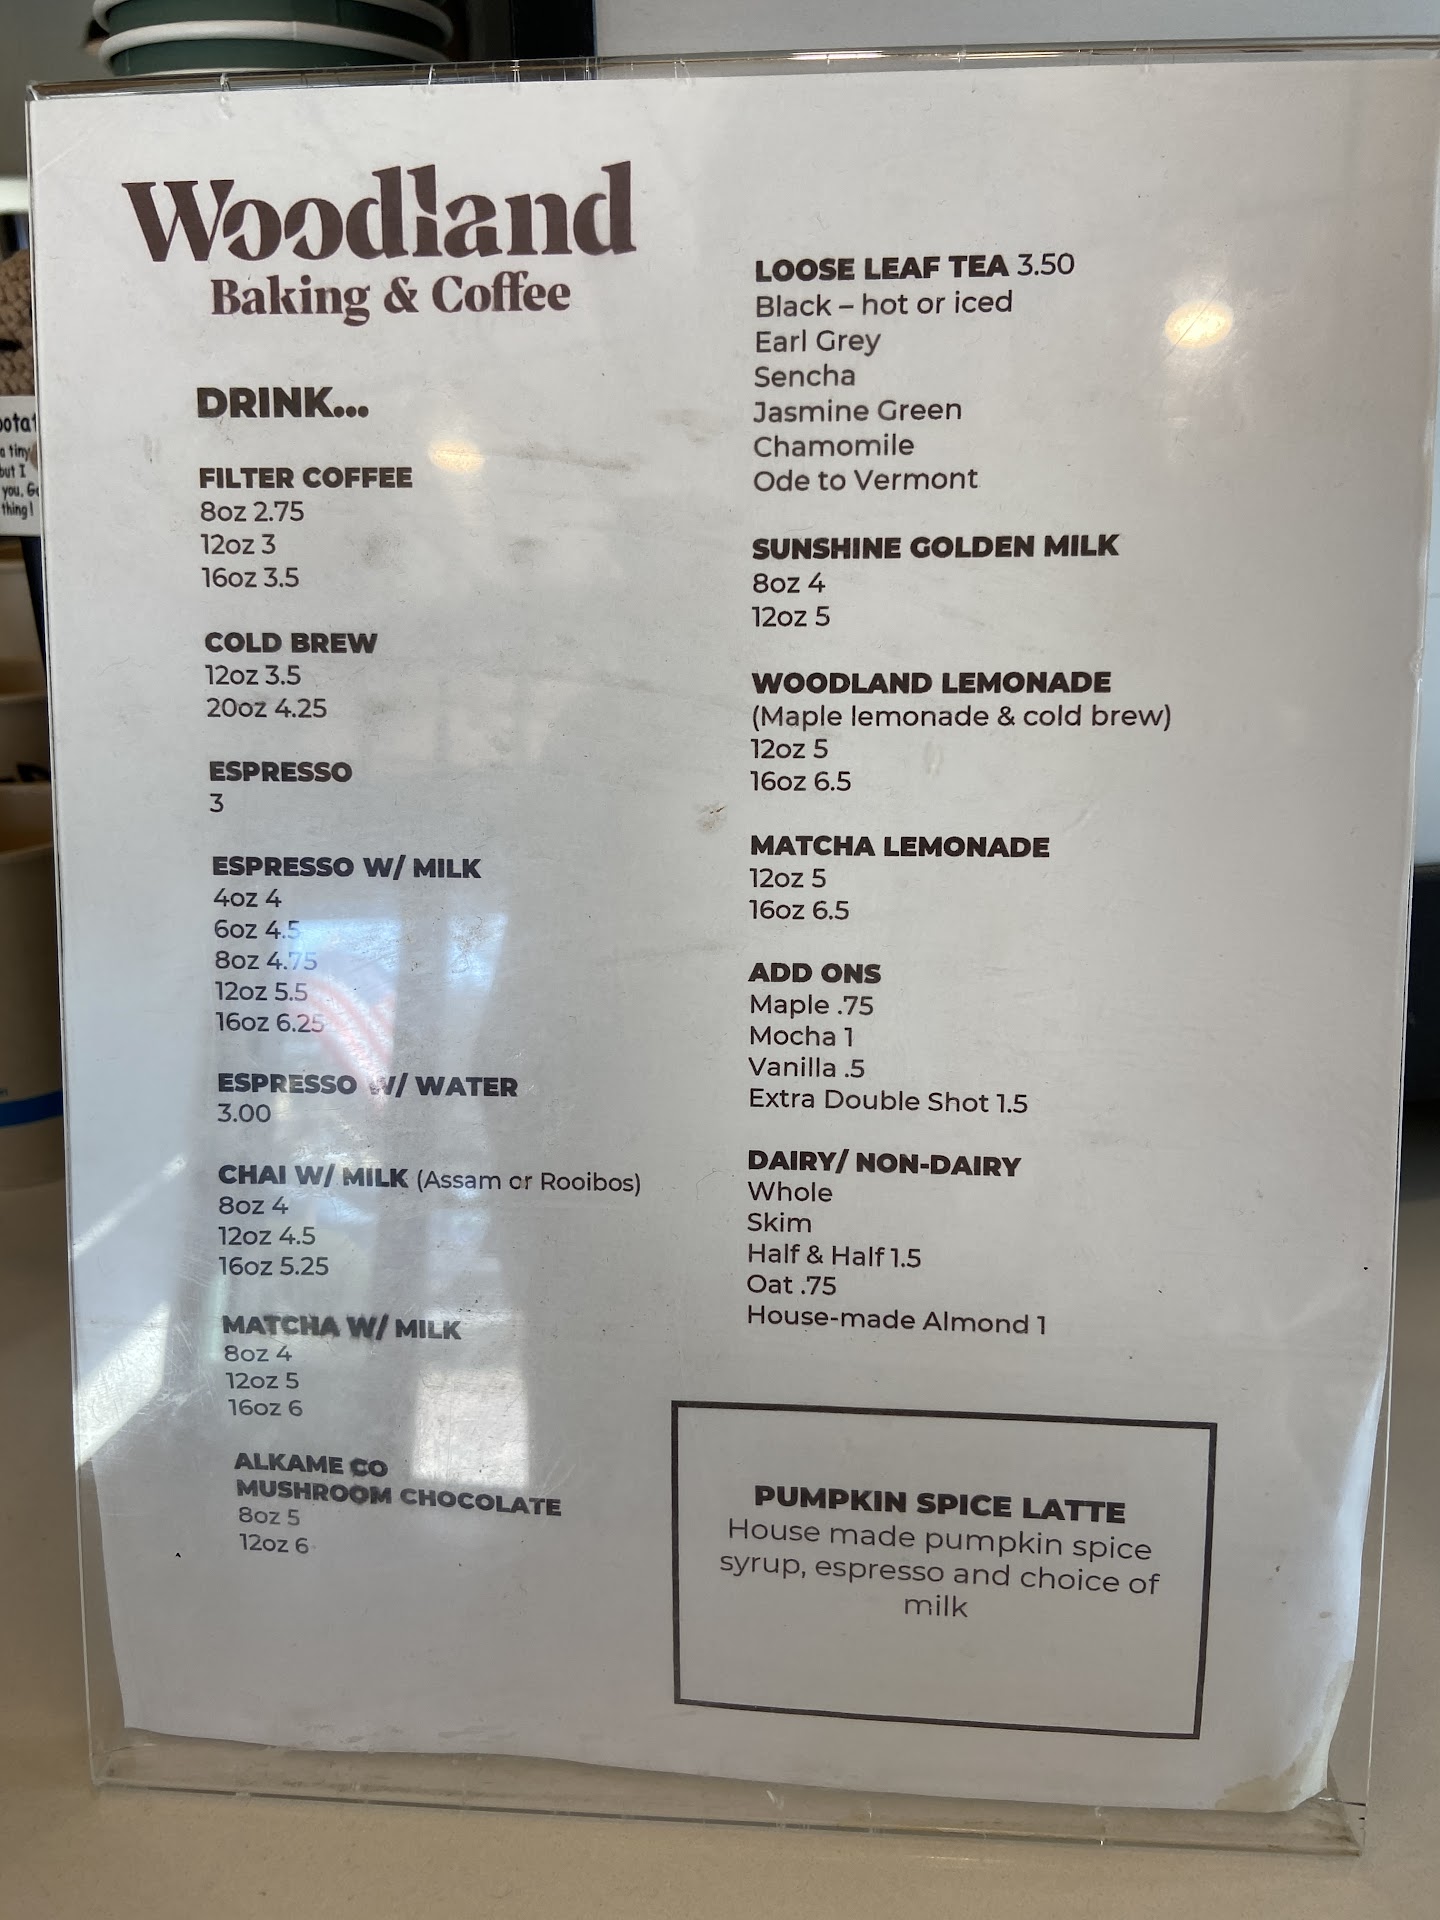 Woodland
Baking & Coffee
DRINK...
FILTER COFFEE
8oz 2.75
12oz 3
16oz 3.5
COLD BREW
12oz 3.5
20oz 4.25
ESPRESSO
3
ESPRESSO W/ MILK
4oz 4
6oz 4.5
8oz 4.75
12oz 5.5
16oz 6.25
ESPRESSO W/ WATER
3.00
CHAI W/ MILK (Assam or Rooibos)
8oz 4
12oz 4.5
16oz 5.25
MATCHA W/ MILK
8oz 4
12oz 5
16oz 6
ALKAME CO
MUSHROOM CHOCOLATE
8oz 5
12oz 6
LOOSE LEAF TEA 3.50
Black – hot or iced
Earl Grey
Sencha
Jasmine Green
Chamomile
Ode to Vermont
SUNSHINE GOLDEN MILK
8oz 4
12oz 5
WOODLAND LEMONADE
(Maple lemonade & cold brew)
12oz 5
16oz 6.5
MATCHA LEMONADE
12oz 5
16oz 6.5
ADD ONS
Maple .75
Mocha 1
Vanilla .5
Extra Double Shot 1.5
DAIRY/ NON-DAIRY
Whole
Skim
Half & Half 1.5
Oat .75
House-made Almond 1
PUMPKIN SPICE LATTE
House made pumpkin spice
syrup, espresso and choice of
milk
tiny
but I
you.
thing!